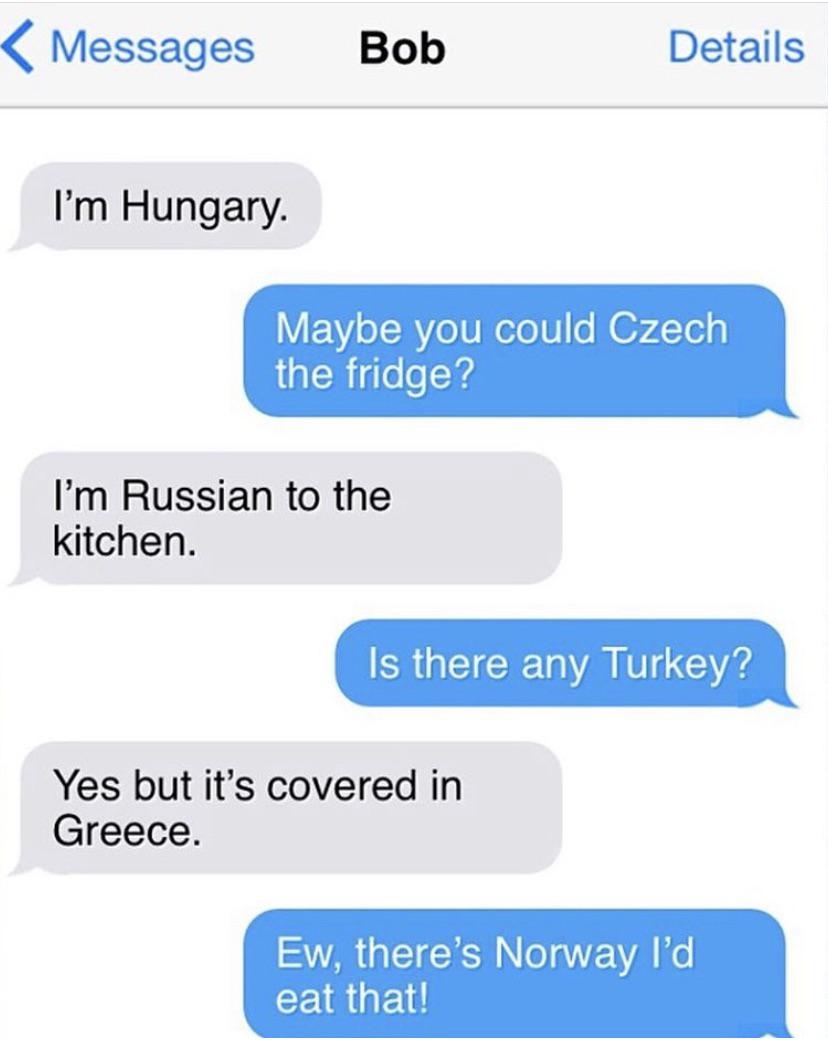 Messages Bob Details
I’m Hungary.
Maybe you could Czech
the fridge?
I’m Russian to the
kitchen.
Is there any Turkey?
Yes but it’s covered in
Greece.
Ew, there’s Norway I’d
eat that!